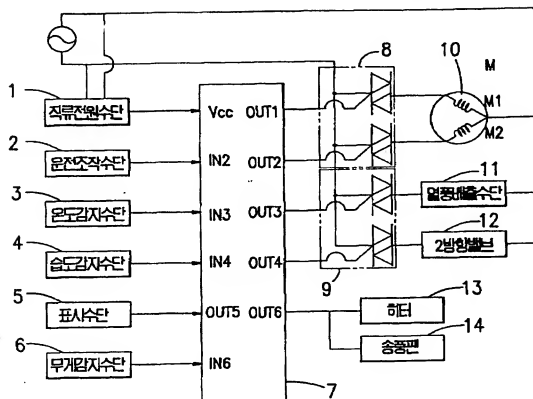 8
10
M
1
직류전원수단
Vcc
OUT1
M1
M2
2
운전조작수단
IN2
OUT2
11
열풍배출수단
3
온도감지수단
IN3
OUT3
12
2방향밸브
4
습도감지수단
IN4
OUT4
9
5
표시수단
OUT5
OUT6
13
히터
6
무게감지수단
IN6
14
송풍팬
7